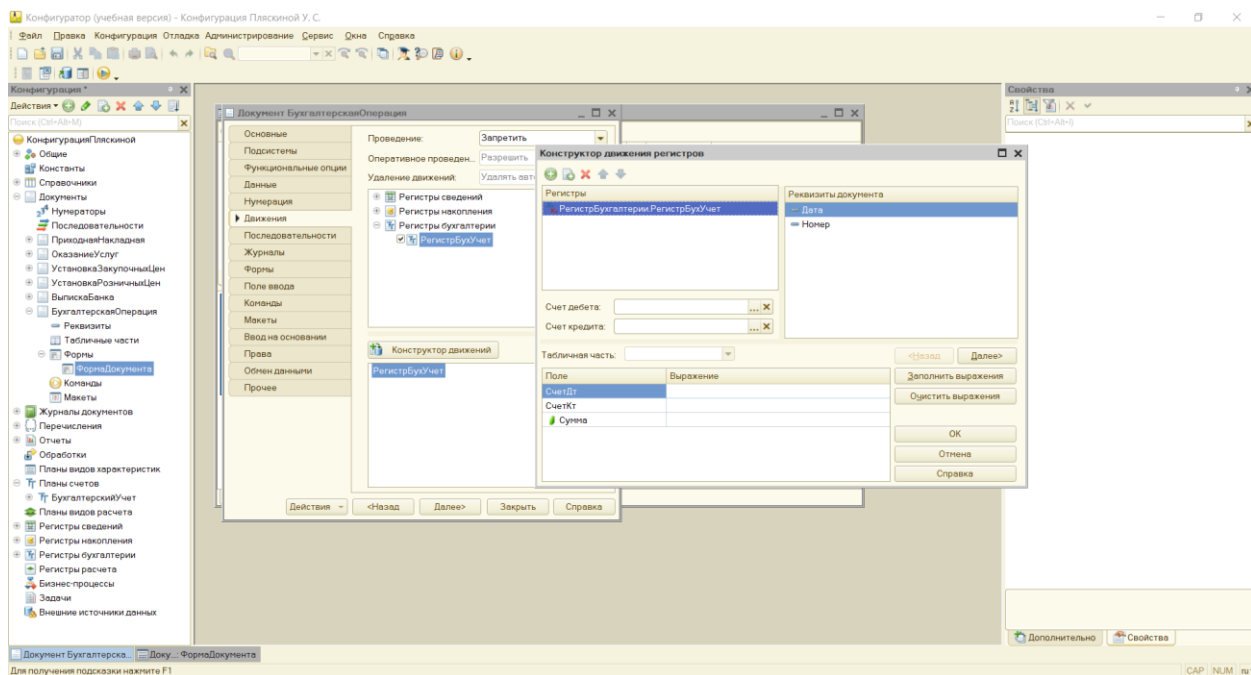 Конфигуратор (учебная версия) - Конфигурация Пляскиной У. С.
Файл Правка Конфигурация Отладка Администрирование Сервис Окна Справка
Конфигурация *
Действия
Поиск (Ctrl+Alt+M)
КонфигурацияПляскиной
Общие
Константы
Справочники
Документы
Нумераторы
Последовательности
ПриходнаяНакладная
ОказаниеУслуг
УстановкаЗакупочныхЦен
УстановкаРозничныхЦен
ВыпискаБанка
БухгалтерскаяОперация
Реквизиты
Табличные части
Формы
ФормаДокумента
Команды
Макеты
Журналы документов
Перечисления
Отчеты
Обработки
Планы видов характеристик
Планы счетов
БухгалтерскийУчет
Планы видов расчета
Регистры сведений
Регистры накопления
Регистры бухгалтерии
Регистры расчета
Бизнес-процессы
Задачи
Внешние источники данных
Документ БухгалтерскаяОперация
Основные
Подсистемы
Функциональные опции
Данные
Нумерация
Движения
Последовательности
Журналы
Формы
Поле ввода
Команды
Макеты
Ввод на основании
Права
Обмен данными
Прочее
Проведение: Запретить
Оперативное проведен... Разрешить
Удаление движений: Удалять авт
Регистры сведений
Регистры накопления
Регистры бухгалтерии
РегистрБухУчет
Конструктор движений
РегистрБухУчет
Действия <Назад Далее> Закрыть Справка
Конструктор движения регистров
Регистры
РегистрБухгалтерии.РегистрБухУчет
Реквизиты документа
Дата
Номер
Счет дебета: ...
Счет кредита: ...
Табличная часть:
<Назад Далее>
Поле Выражение
СчетДт
СчетКт
Сумма
Заполнить выражения
Очистить выражения
ОК
Отмена
Справка
Свойства
Поиск (Ctrl+Alt+I)
Дополнительно Свойства
Документ Бухгалтерска... Доку...: ФормаДокумента
Для получения подсказки нажмите F1
CAP NUM ru